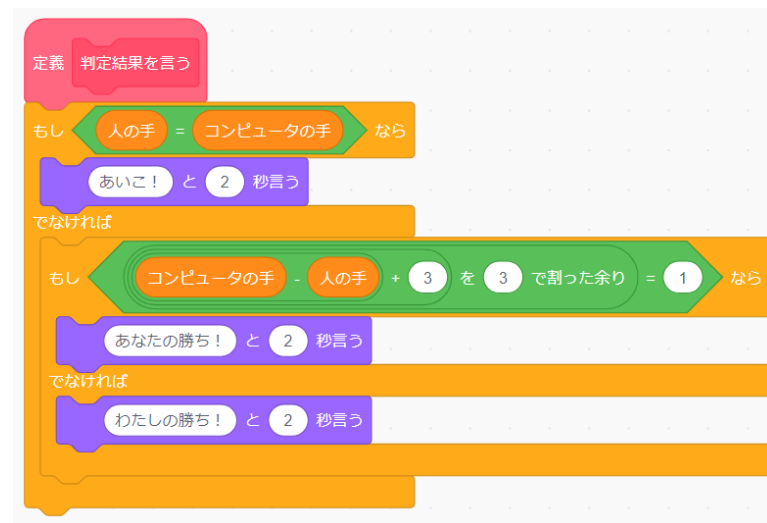 定義 判定結果を言う
もし 人の手 = コンピュータの手 なら
あいこ！ と 2 秒言う
でなければ
もし コンピュータの手 - 人の手 + 3 を 3 で割った余り = 1 なら
あなたの勝ち！ と 2 秒言う
でなければ
わたしの勝ち！ と 2 秒言う